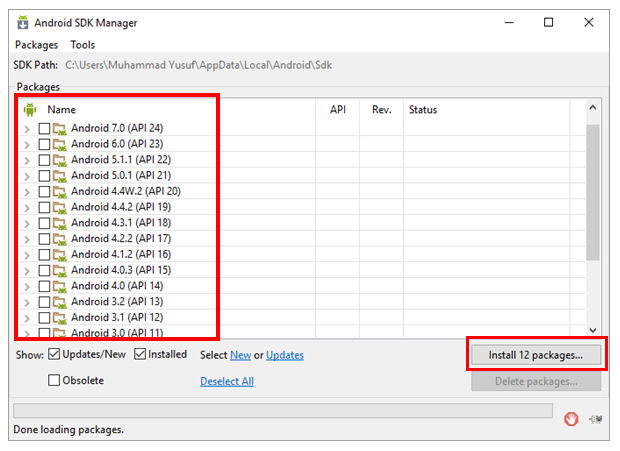 Android SDK Manager
Packages Tools
SDK Path: C:\Users\Muhammad Yusuf\AppData\Local\Android\Sdk
Packages
Name API Rev. Status
Android 7.0 (API 24)
Android 6.0 (API 23)
Android 5.1.1 (API 22)
Android 5.0.1 (API 21)
Android 4.4W.2 (API 20)
Android 4.4.2 (API 19)
Android 4.3.1 (API 18)
Android 4.2.2 (API 17)
Android 4.1.2 (API 16)
Android 4.0.3 (API 15)
Android 4.0 (API 14)
Android 3.2 (API 13)
Android 3.1 (API 12)
Android 3.0 (API 11)
Show: Updates/New Installed Select New or Updates Install 12 packages...
Obsolete Deselect All Delete packages...
Done loading packages.